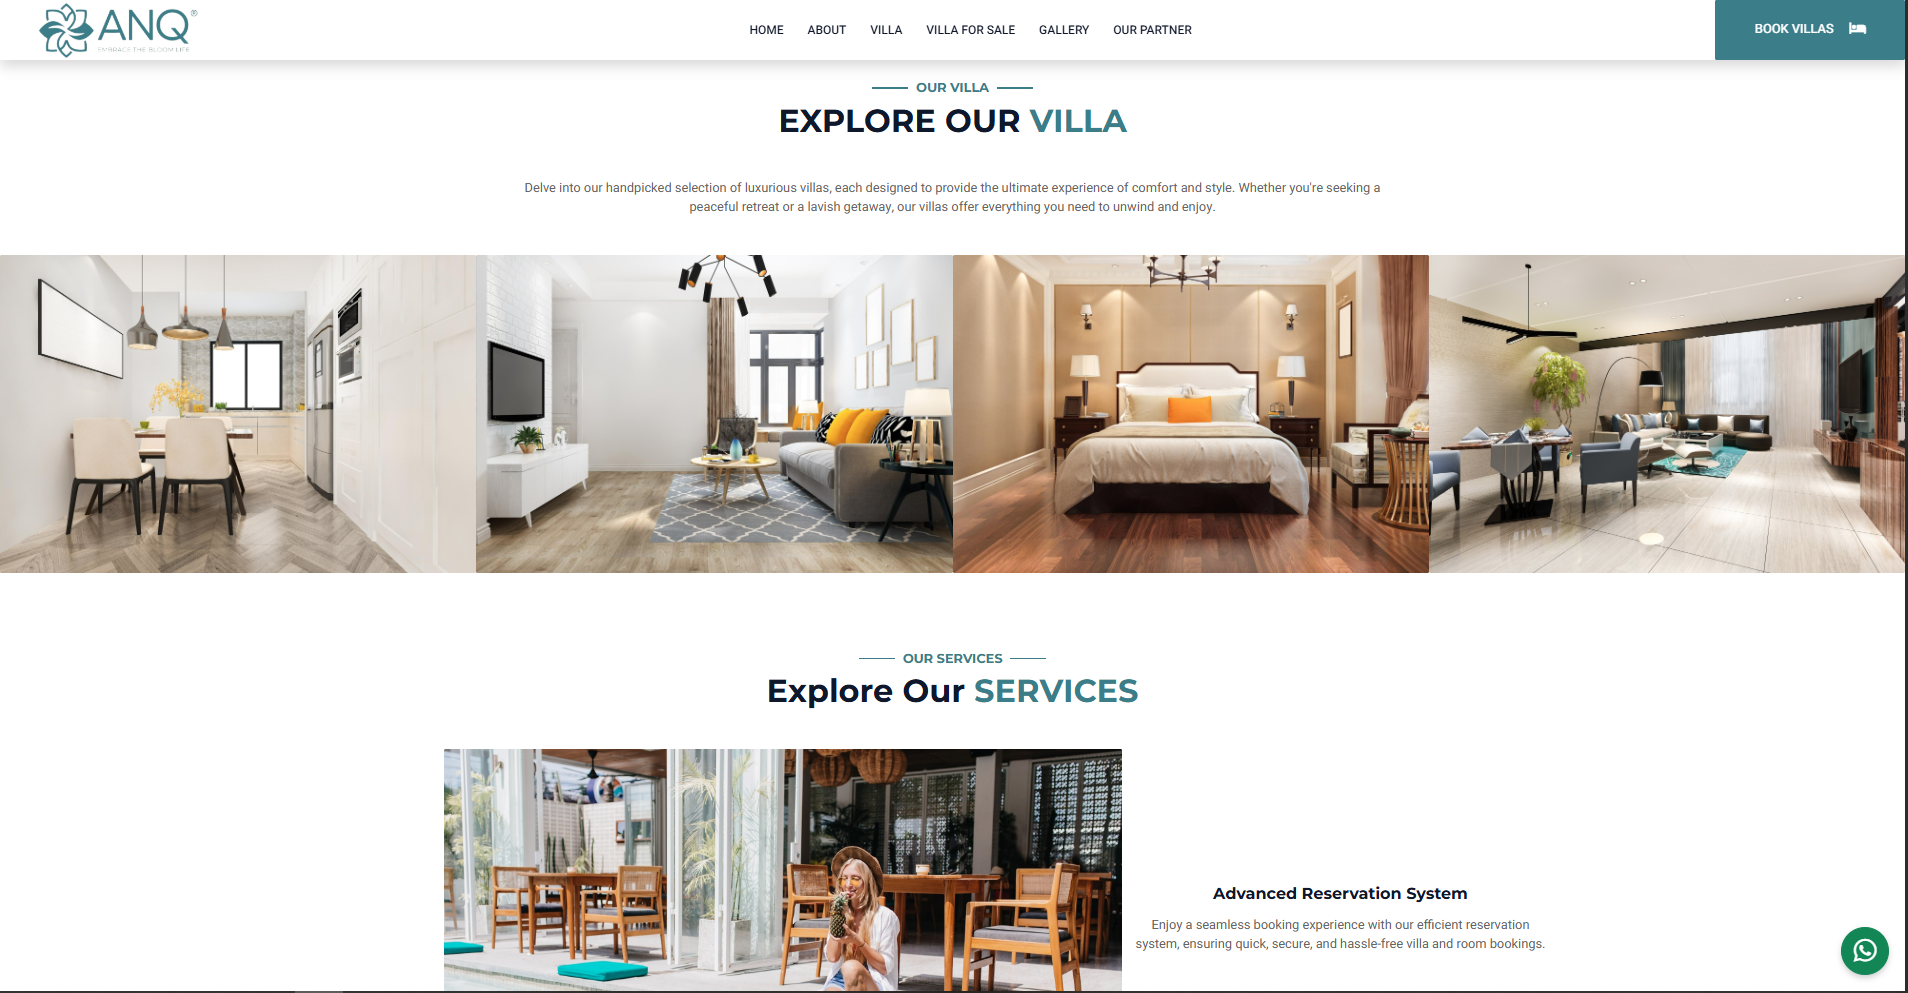 ANQ®
EMBRACE THE BLOOM LIFE
HOME
ABOUT
VILLA
VILLA FOR SALE
GALLERY
OUR PARTNER
BOOK VILLAS
OUR VILLA
EXPLORE OUR VILLA
Delve into our handpicked selection of luxurious villas, each designed to provide the ultimate experience of comfort and style. Whether you're seeking a
peaceful retreat or a lavish getaway, our villas offer everything you need to unwind and enjoy.
OUR SERVICES
Explore Our SERVICES
Advanced Reservation System
Enjoy a seamless booking experience with our efficient reservation
system, ensuring quick, secure, and hassle-free villa and room bookings.